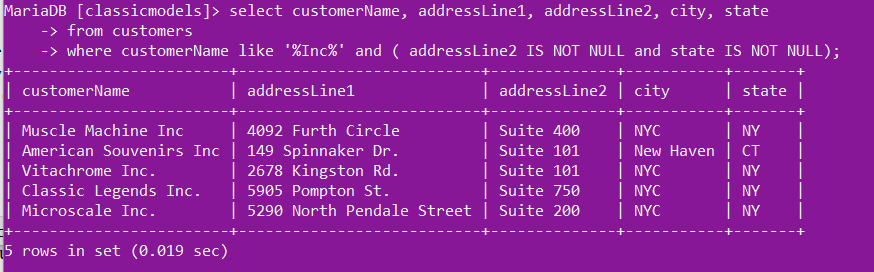 MariaDB [classicmodels]> select customerName, addressLine1, addressLine2, city, state
    -> from customers
    -> where customerName like '%Inc%' and ( addressLine2 IS NOT NULL and state IS NOT NULL);
+------------------------+---------------------------+--------------+-----------+-------+
| customerName           | addressLine1              | addressLine2 | city      | state |
+------------------------+---------------------------+--------------+-----------+-------+
| Muscle Machine Inc     | 4092 Furth Circle         | Suite 400    | NYC       | NY    |
| American Souvenirs Inc | 149 Spinnaker Dr.         | Suite 101    | New Haven | CT    |
| Vitachrome Inc.        | 2678 Kingston Rd.         | Suite 101    | NYC       | NY    |
| Classic Legends Inc.   | 5905 Pompton St.          | Suite 750    | NYC       | NY    |
| Microscale Inc.        | 5290 North Pendale Street | Suite 200    | NYC       | NY    |
+------------------------+---------------------------+--------------+-----------+-------+
5 rows in set (0.019 sec)